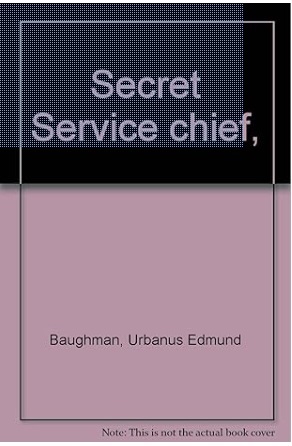 Secret
Service chief,
Baughman, Urbanus Edmund
Note: This is not the actual book cover